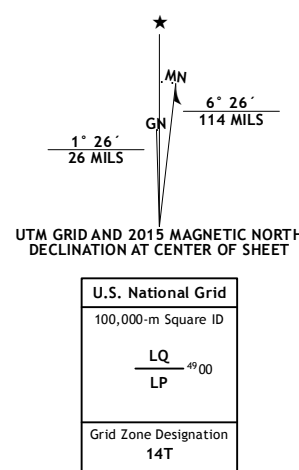 ★
MN
GN
6° 26´
114 MILS
1° 26´
26 MILS
UTM GRID AND 2015 MAGNETIC NORTH
DECLINATION AT CENTER OF SHEET
U.S. National Grid
100,000-m Square ID
LQ
4900
LP
Grid Zone Designation
14T